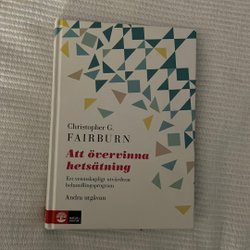 Christopher G.
FAIRBURN
Att övervinna
hetsätning
Ett vetenskapligt utvärderat
behandlingsprogram
Andra utgåvan